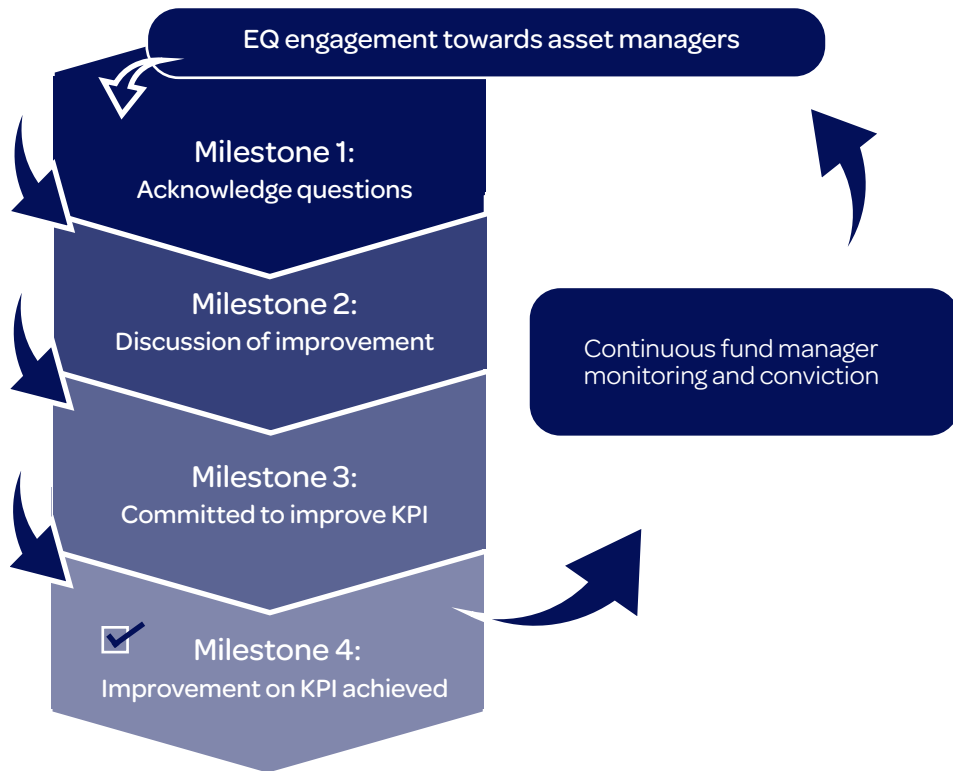 EQ engagement towards asset managers
Milestone 1:
Acknowledge questions
Milestone 2:
Discussion of improvement
Milestone 3:
Committed to improve KPI
Milestone 4:
Improvement on KPI achieved
Continuous fund manager
monitoring and conviction